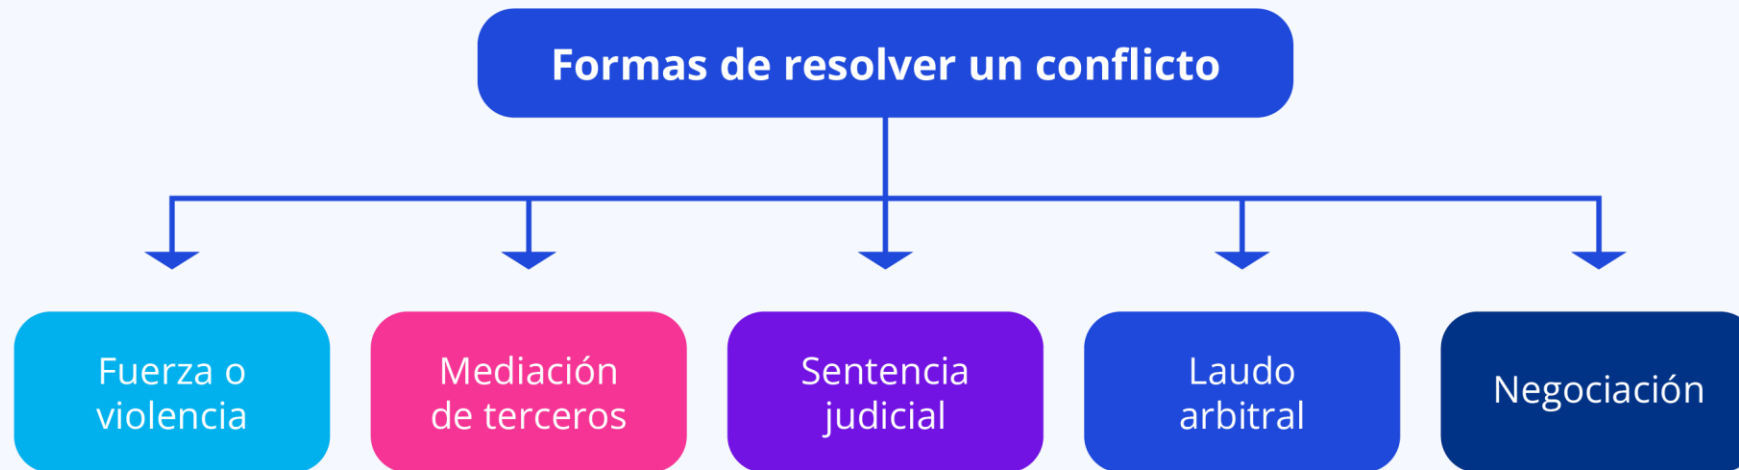 Formas de resolver un conflicto
Fuerza o
violencia
Mediación
de terceros
Sentencia
judicial
Laudo
arbitral
Negociación